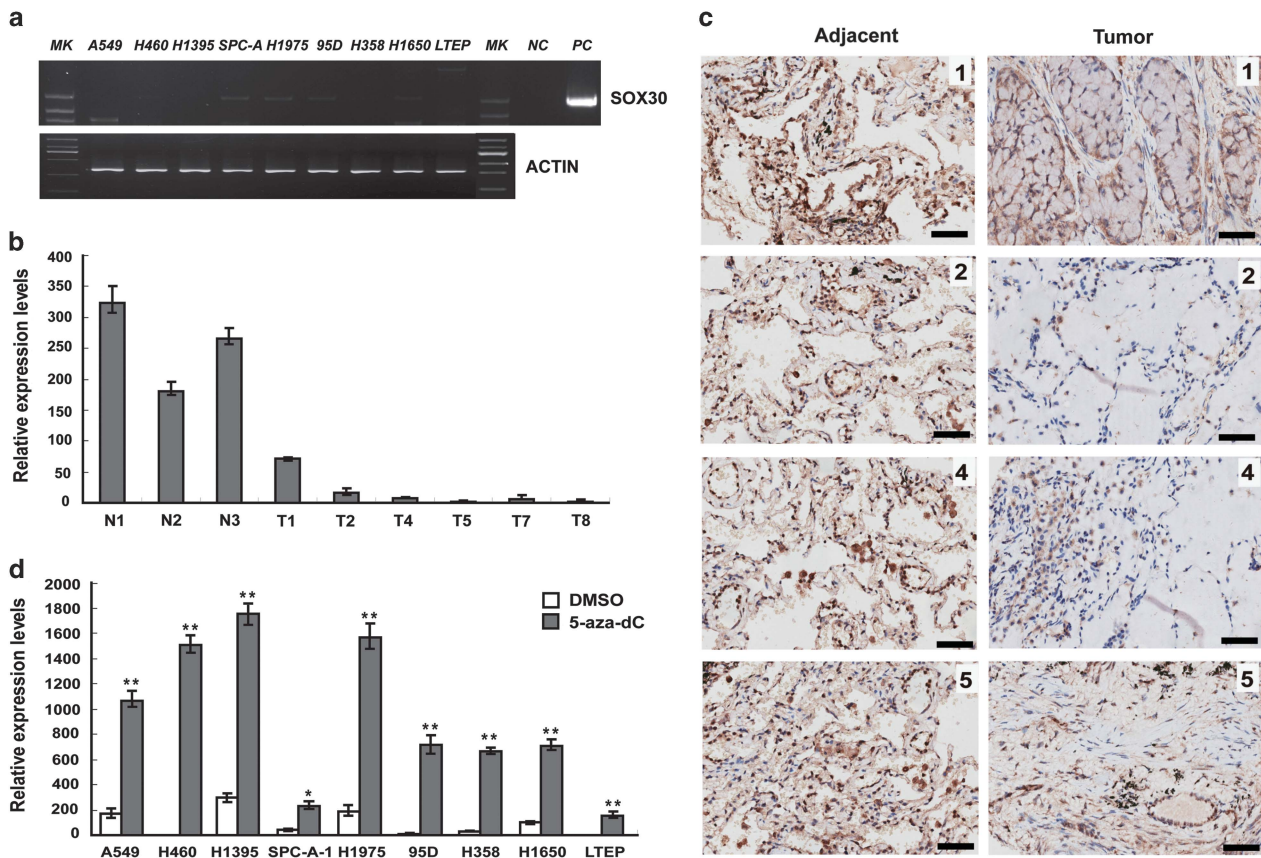 a
MK A549 H460 H1395 SPC-A H1975 95D H358 H1650 LTEP MK NC PC
SOX30
ACTIN
b
Relative expression levels
400
350
300
250
200
150
100
50
0
N1 N2 N3 T1 T2 T4 T5 T7 T8
c
Adjacent Tumor
1 1
2 2
4 4
5 5
d
Relative expression levels
2000
1800
1600
1400
1200
1000
800
600
400
200
0
DMSO
5-aza-dC
** ** ** * ** ** ** ** **
A549 H460 H1395 SPC-A-1 H1975 95D H358 H1650 LTEP